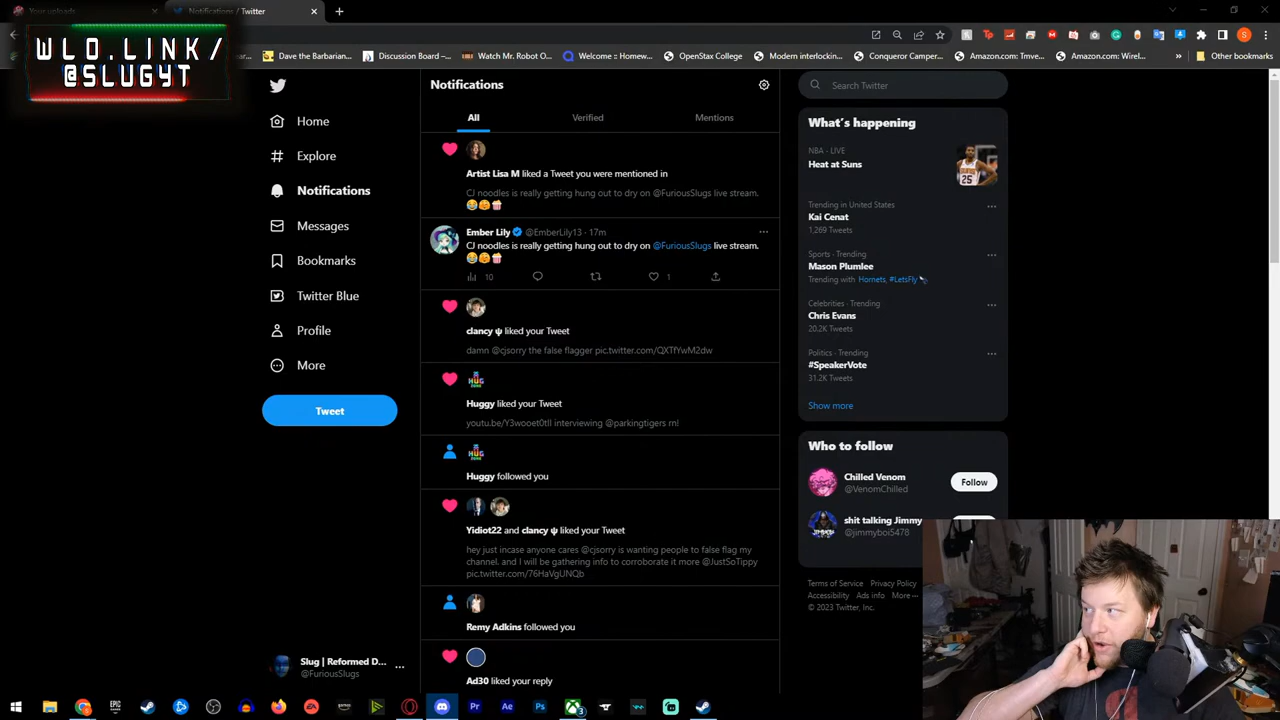 Your uploads
Notifications / Twitter
WLO.LINK/
@SLUGYT
Dave the Barbarian...
Discussion Board –...
Watch Mr. Robot O...
Welcome :: Homew...
OpenStax College
Modern interlockin...
Conqueror Camper...
Amazon.com: Tmve...
Amazon.com: Wirel...
Other bookmarks
Home
Explore
Notifications
Messages
Bookmarks
Twitter Blue
Profile
More
Tweet
Slug | Reformed D...
@FuriousSlugs
Notifications
All
Verified
Mentions
Artist Lisa M liked a Tweet you were mentioned in
CJ noodles is really getting hung out to dry on @FuriousSlugs live stream.
Ember Lily @EmberLily13 · 17m
CJ noodles is really getting hung out to dry on @FuriousSlugs live stream.
10
1
clancy ψ liked your Tweet
damn @cjsorry the false flagger pic.twitter.com/QXTfYwM2dw
Huggy liked your Tweet
youtu.be/Y3wooet0tlI interviewing @parkingtigers rn!
Huggy followed you
Yidiot22 and clancy ψ liked your Tweet
hey just incase anyone cares @cjsorry is wanting people to false flag my
channel. and I will be gathering info to corroborate it more @JustSoTippy
pic.twitter.com/76HaVgUNQb
Remy Adkins followed you
Ad30 liked your reply
Search Twitter
What's happening
NBA · LIVE
Heat at Suns
Trending in United States
Kai Cenat
1,269 Tweets
Sports · Trending
Mason Plumlee
Trending with Hornets, #LetsFly
Celebrities · Trending
Chris Evans
20.2K Tweets
Politics · Trending
#SpeakerVote
31.2K Tweets
Show more
Who to follow
Chilled Venom
@VenomChilled
Follow
shit talking Jimmy
@jimmyboi5478
Terms of Service Privacy Policy
Accessibility Ads info More ...
© 2023 Twitter, Inc.